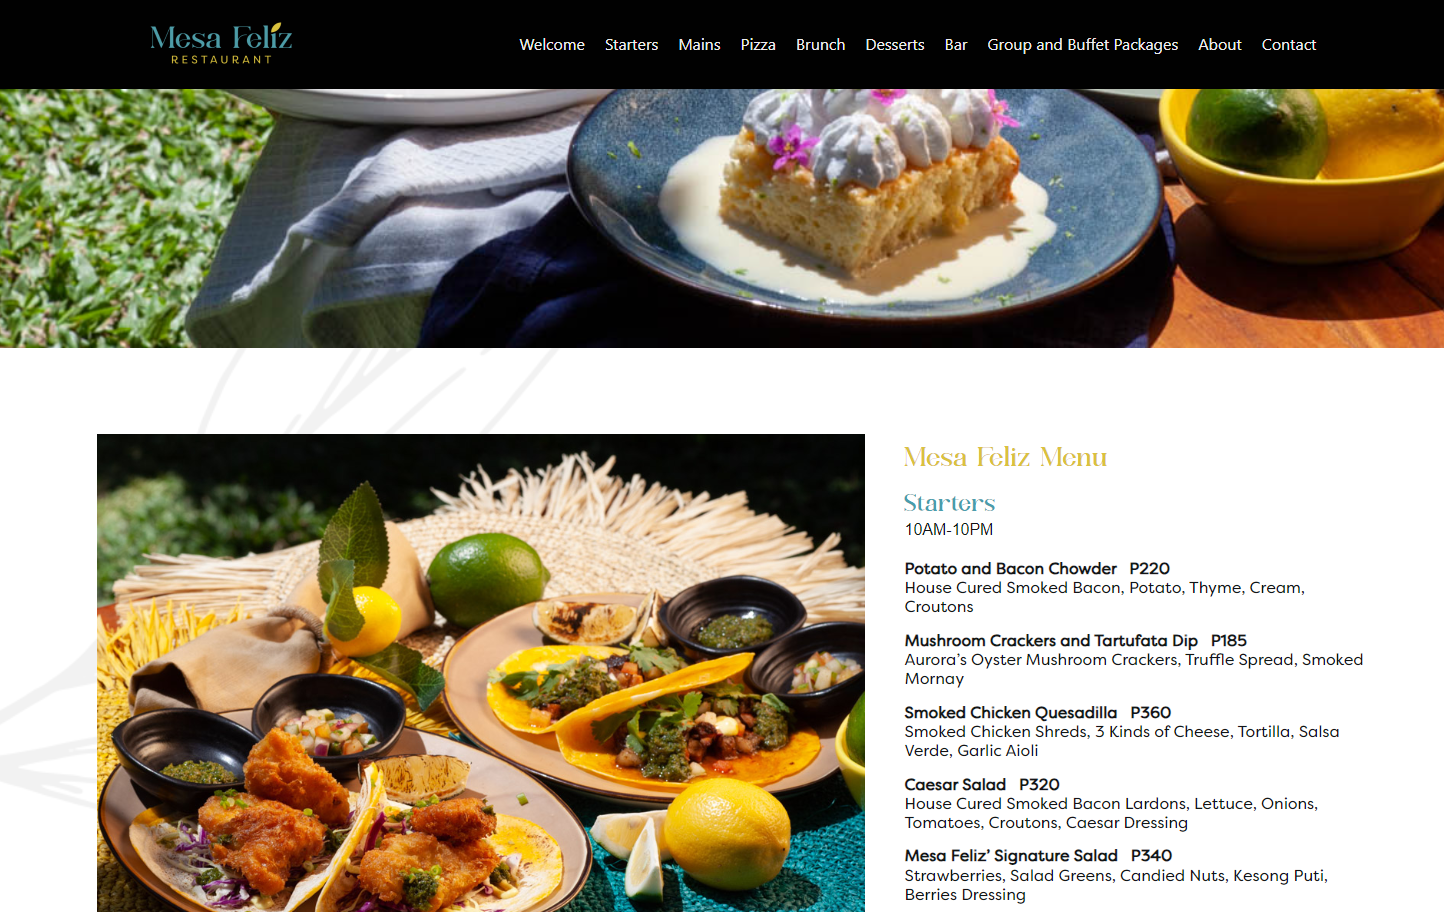 Mesa Feliz
RESTAURANT
Welcome Starters Mains Pizza Brunch Desserts Bar Group and Buffet Packages About Contact
Mesa Feliz Menu
Starters
10AM-10PM
Potato and Bacon Chowder P220
House Cured Smoked Bacon, Potato, Thyme, Cream,
Croutons
Mushroom Crackers and Tartufata Dip P185
Aurora’s Oyster Mushroom Crackers, Truffle Spread, Smoked
Mornay
Smoked Chicken Quesadilla P360
Smoked Chicken Shreds, 3 Kinds of Cheese, Tortilla, Salsa
Verde, Garlic Aioli
Caesar Salad P320
House Cured Smoked Bacon Lardons, Lettuce, Onions,
Tomatoes, Croutons, Caesar Dressing
Mesa Feliz’ Signature Salad P340
Strawberries, Salad Greens, Candied Nuts, Kesong Puti,
Berries Dressing